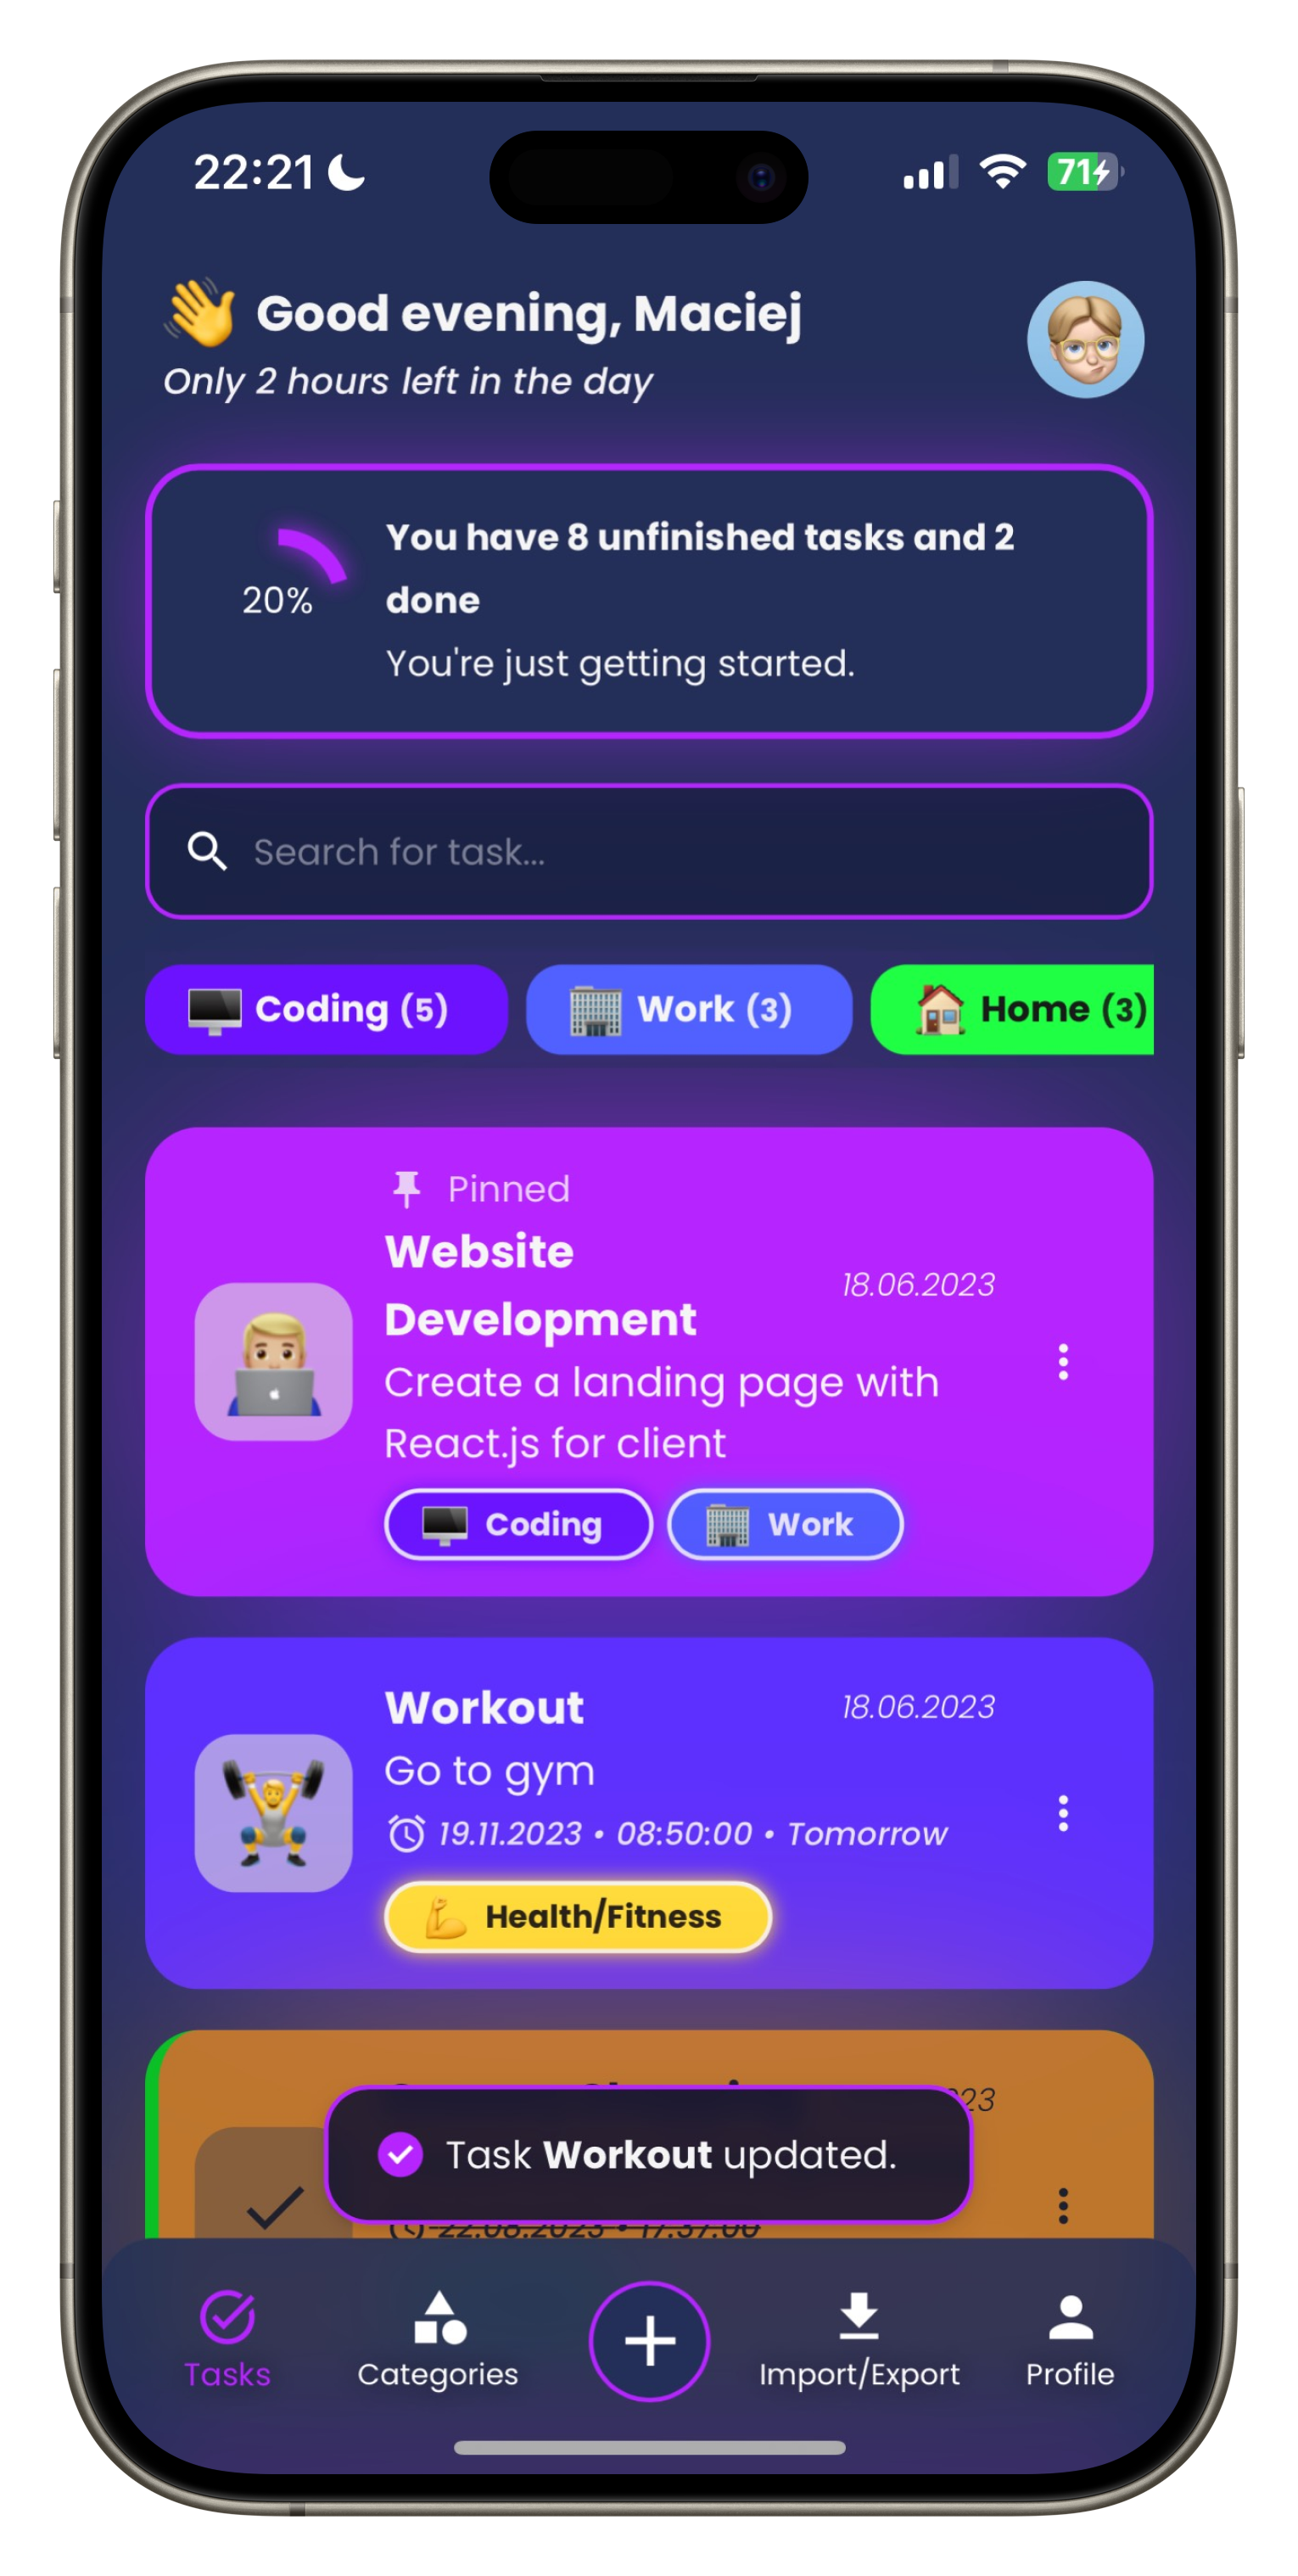 22:21
71
Good evening, Maciej
Only 2 hours left in the day
You have 8 unfinished tasks and 2
done
20%
You're just getting started.
Search for task...
Coding (5)
Work (3)
Home (3)
Pinned
Website
Development
18.06.2023
Create a landing page with
React.js for client
Coding
Work
Workout
18.06.2023
Go to gym
19.11.2023 • 08:50:00 • Tomorrow
Health/Fitness
23
Task Workout updated.
Tasks
Categories
Import/Export
Profile